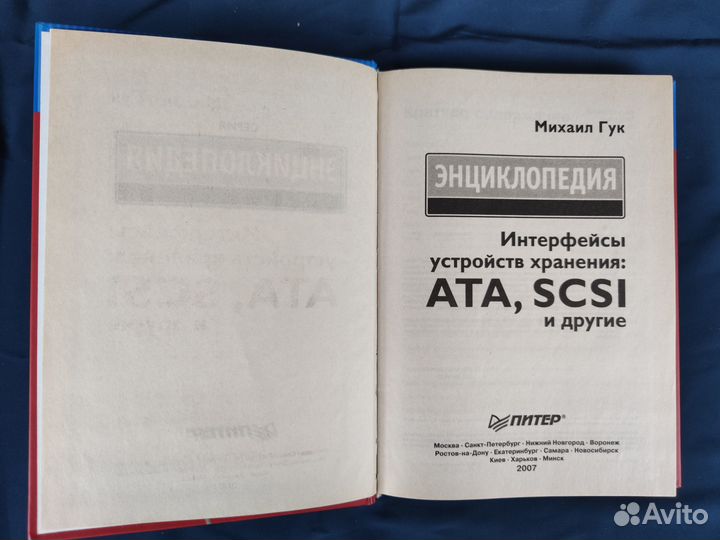 Михаил Гук
ЭНЦИКЛОПЕДИЯ
Интерфейсы
устройств хранения:
ATA, SCSI
и другие
ПИТЕР®
Москва · Санкт-Петербург · Нижний Новгород · Воронеж
Ростов-на-Дону · Екатеринбург · Самара · Новосибирск
Киев · Харьков · Минск
2007
Avito